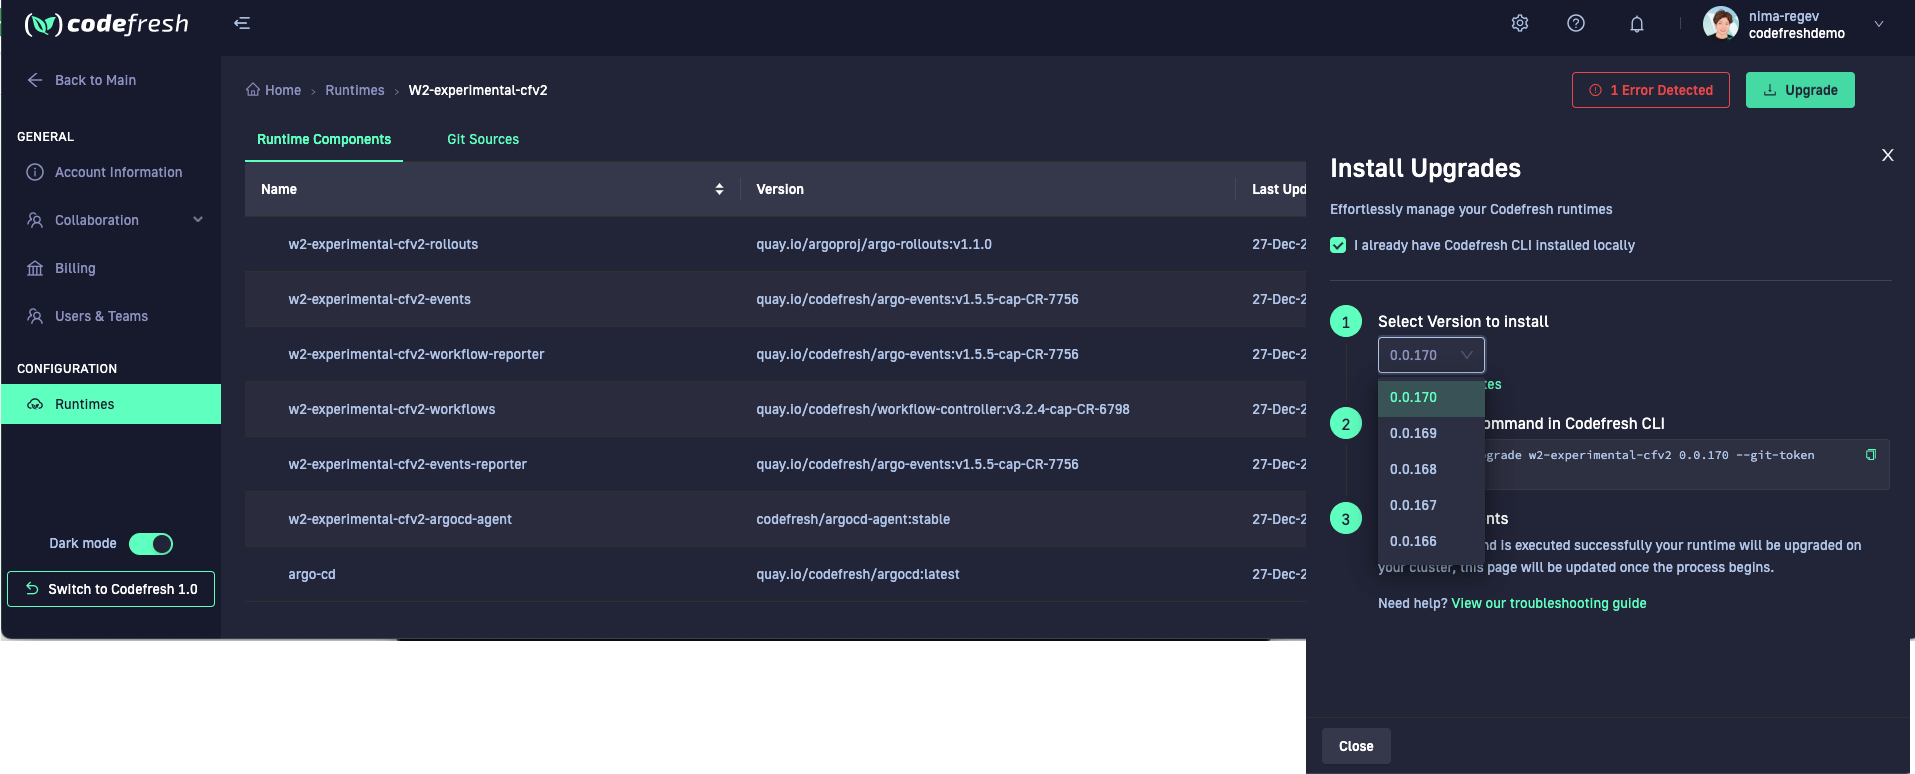 codefresh
nima-regev
codefreshdemo
Back to Main
GENERAL
Account Information
Collaboration
Billing
Users & Teams
CONFIGURATION
Runtimes
Dark mode
Switch to Codefresh 1.0
Home > Runtimes > W2-experimental-cfv2
1 Error Detected
Upgrade
Runtime Components
Git Sources
Name Version Last Upd
w2-experimental-cfv2-rollouts quay.io/argoproj/argo-rollouts:v1.1.0 27-Dec-2
w2-experimental-cfv2-events quay.io/codefresh/argo-events:v1.5.5-cap-CR-7756 27-Dec-2
w2-experimental-cfv2-workflow-reporter quay.io/codefresh/argo-events:v1.5.5-cap-CR-7756 27-Dec-2
w2-experimental-cfv2-workflows quay.io/codefresh/workflow-controller:v3.2.4-cap-CR-6798 27-Dec-2
w2-experimental-cfv2-events-reporter quay.io/codefresh/argo-events:v1.5.5-cap-CR-7756 27-Dec-2
w2-experimental-cfv2-argocd-agent codefresh/argocd-agent:stable 27-Dec-2
argo-cd quay.io/codefresh/argocd:latest 27-Dec-2
Install Upgrades
X
Effortlessly manage your Codefresh runtimes
I already have Codefresh CLI installed locally
1 Select Version to install
0.0.170
tes
0.0.170
0.0.169
0.0.168
0.0.167
0.0.166
2 ommand in Codefresh CLI
grade w2-experimental-cfv2 0.0.170 --git-token
3 nts
nd is executed successfully your runtime will be upgraded on
your cluster, this page will be updated once the process begins.
Need help? View our troubleshooting guide
Close